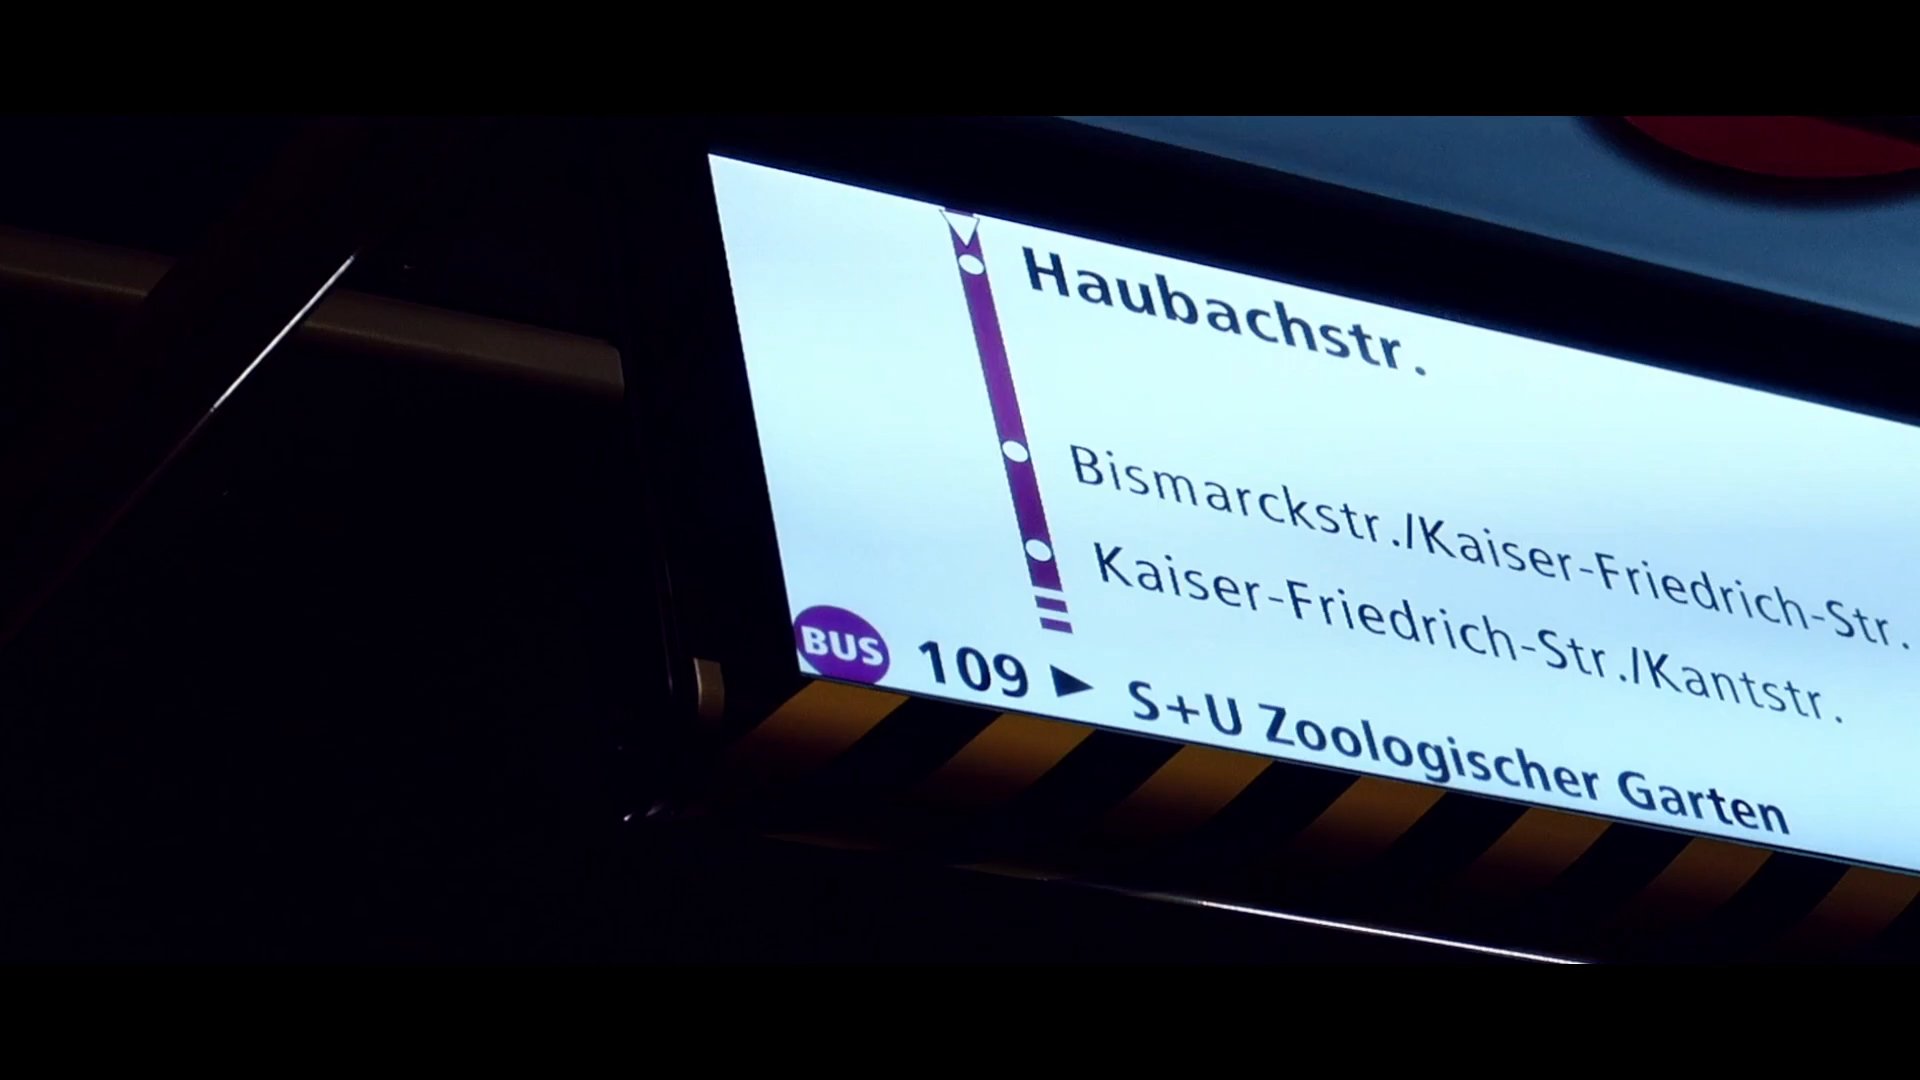 Haubachstr.
Bismarckstr./Kaiser-Friedrich-Str.
Kaiser-Friedrich-Str./Kantstr.
BUS 109 ► S+U Zoologischer Garten